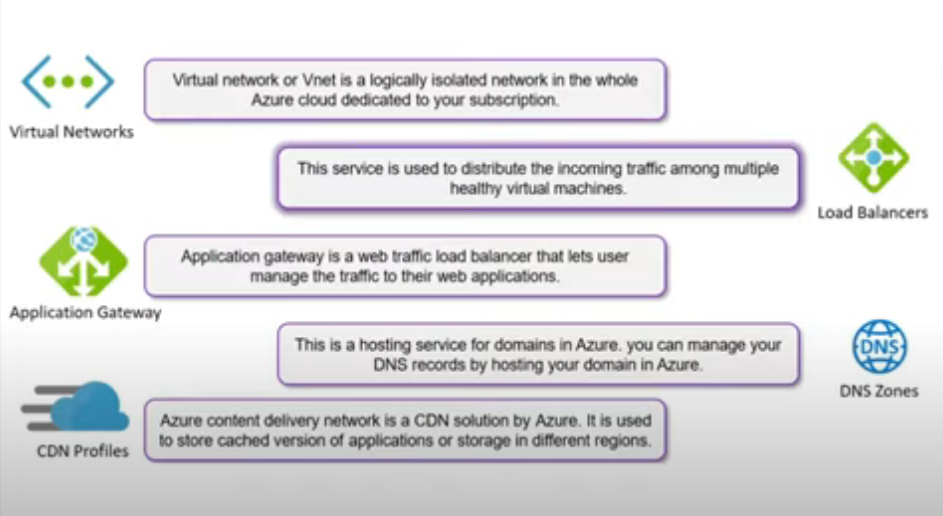 Virtual network or Vnet is a logically isolated network in the whole
Azure cloud dedicated to your subscription.
Virtual Networks
This service is used to distribute the incoming traffic among multiple
healthy virtual machines.
Load Balancers
Application gateway is a web traffic load balancer that lets user
manage the traffic to their web applications.
Application Gateway
This is a hosting service for domains in Azure. you can manage your
DNS records by hosting your domain in Azure.
DNS
DNS Zones
Azure content delivery network is a CDN solution by Azure. It is used
to store cached version of applications or storage in different regions.
CDN Profiles